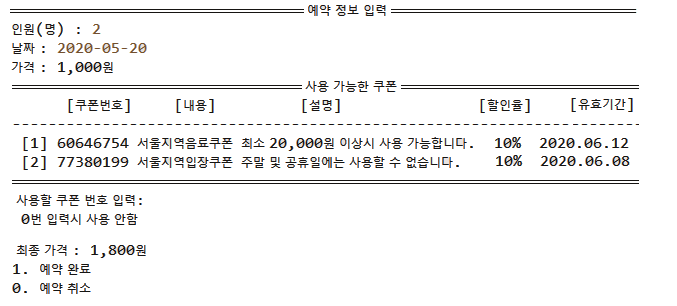 예약 정보 입력
인원(명) : 2
날짜 : 2020-05-20
가격 : 1,000원
사용 가능한 쿠폰
[쿠폰번호] [내용] [설명] [할인율] [유효기간]
[1] 60646754 서울지역음료쿠폰 최소 20,000원 이상시 사용 가능합니다. 10% 2020.06.12
[2] 77380199 서울지역입장쿠폰 주말 및 공휴일에는 사용할 수 없습니다. 10% 2020.06.08
사용할 쿠폰 번호 입력:
0번 입력시 사용 안함
최종 가격 : 1,800원
1. 예약 완료
0. 예약 취소